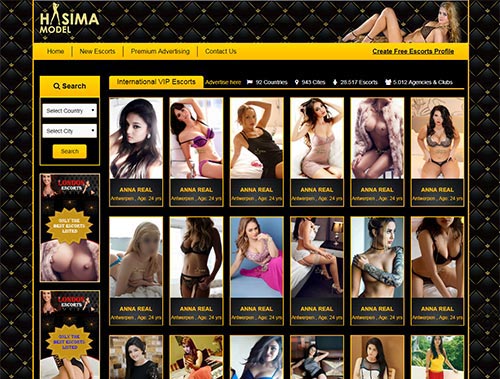 HASIMA
MODEL
Home
New Escorts
Premium Advertising
Contact Us
Create Free Escorts Profile
Search
Select Country
Select City
Search
International VIP Escorts
Advertise here
92 Countries
943 Cities
28.517 Escorts
5.012 Agencies & Clubs
ANNA REAL
Antwerpen , Age: 24 yrs
ANNA REAL
Antwerpen , Age: 24 yrs
ANNA REAL
Antwerpen , Age: 24 yrs
ANNA REAL
Antwerpen , Age: 24 yrs
ANNA REAL
Antwerpen , Age: 24 yrs
ANNA REAL
Antwerpen , Age: 24 yrs
LONDON
ESCORTS
ONLY THE
BEST ESCORTS
LISTED
ANNA REAL
Antwerpen , Age: 24 yrs
ANNA REAL
Antwerpen , Age: 24 yrs
ANNA REAL
Antwerpen , Age: 24 yrs
ANNA REAL
Antwerpen , Age: 24 yrs
ANNA REAL
Antwerpen , Age: 24 yrs
ANNA REAL
Antwerpen , Age: 24 yrs
LONDON
ESCORTS
ONLY THE
BEST ESCORTS
LISTED